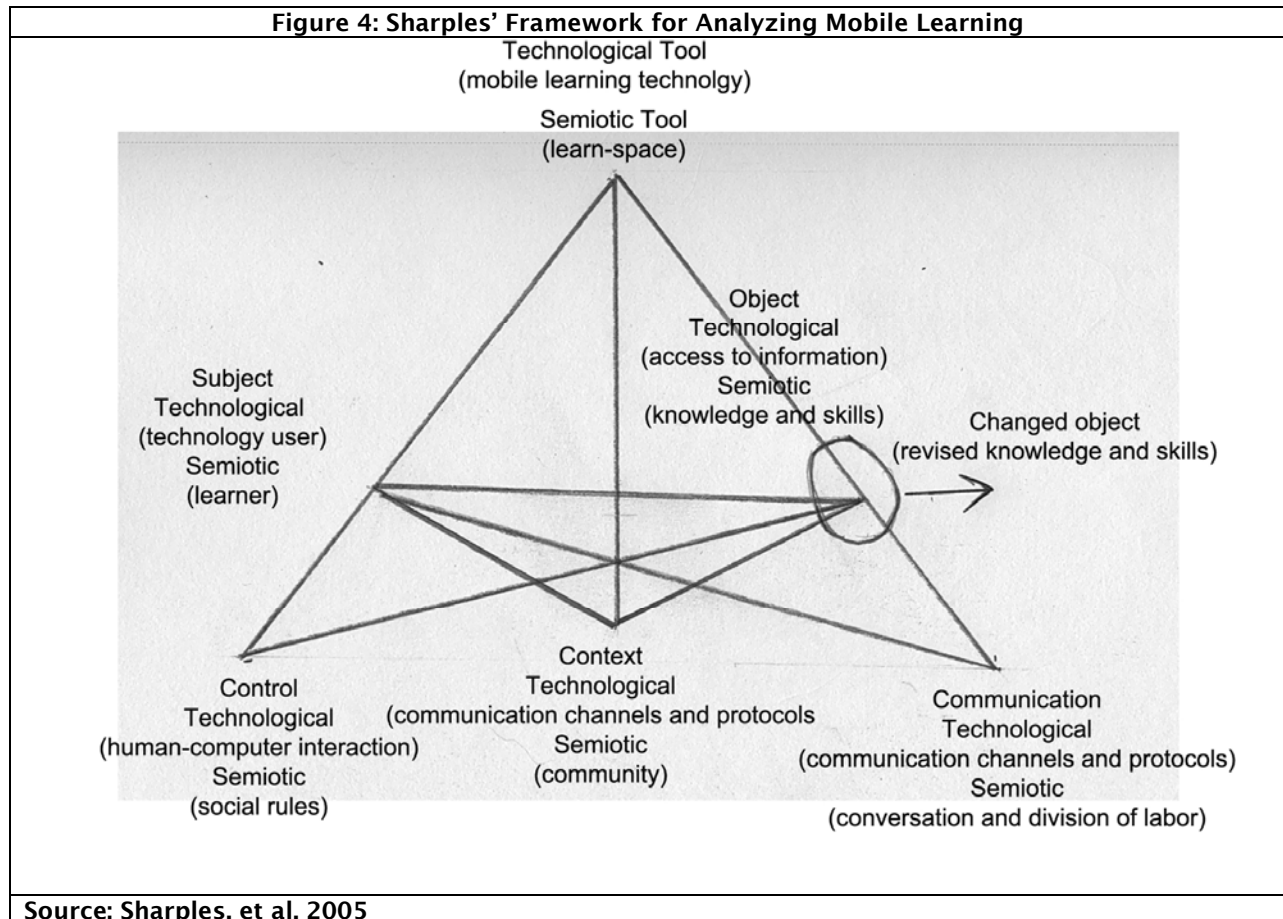 Figure 4: Sharples’ Framework for Analyzing Mobile Learning
Technological Tool
(mobile learning technolgy)
Semiotic Tool
(learn-space)
Object
Technological
(access to information)
Semiotic
(knowledge and skills)
Subject
Technological
(technology user)
Semiotic
(learner)
Changed object
(revised knowledge and skills)
Control
Technological
(human-computer interaction)
Semiotic
(social rules)
Context
Technological
(communication channels and protocols
Semiotic
(community)
Communication
Technological
(communication channels and protocols)
Semiotic
(conversation and division of labor)
Source: Sharples, et al, 2005